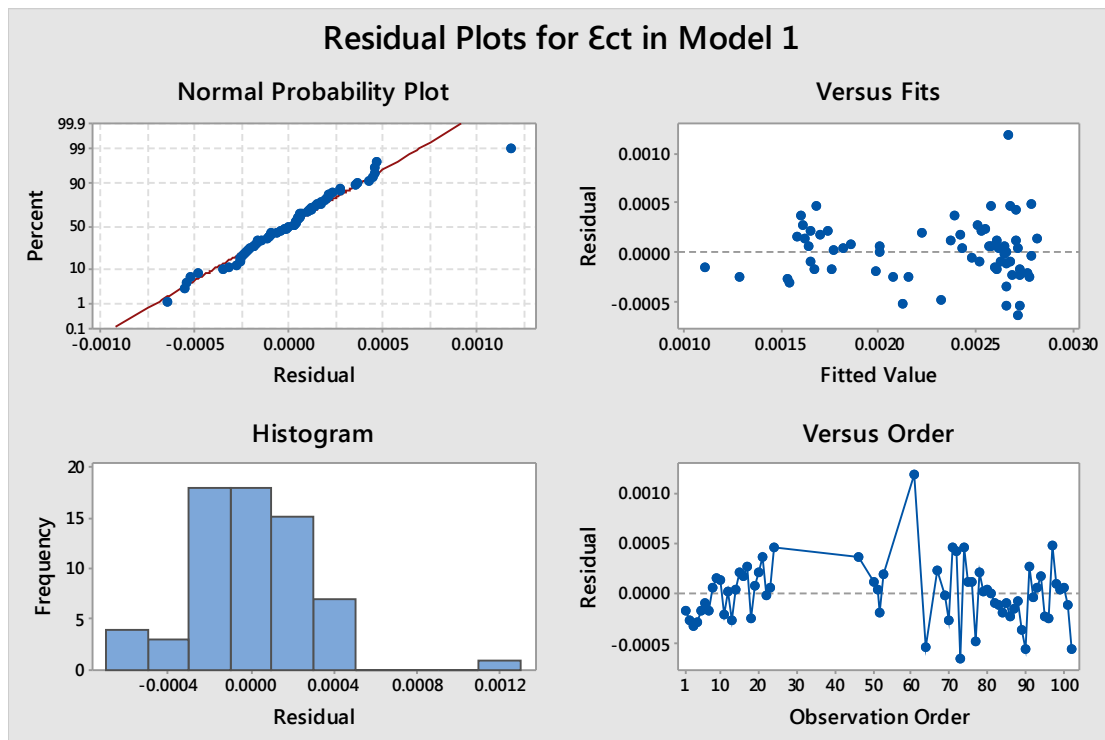 Residual Plots for Ɛct in Model 1
Normal Probability Plot
99.9
99
90
50
10
1
0.1
Percent
-0.0010 -0.0005 0.0000 0.0005 0.0010
Residual
Versus Fits
0.0010
0.0005
0.0000
-0.0005
Residual
0.0010 0.0015 0.0020 0.0025 0.0030
Fitted Value
Histogram
20
15
10
5
0
Frequency
-0.0004 0.0000 0.0004 0.0008 0.0012
Residual
Versus Order
0.0010
0.0005
0.0000
-0.0005
Residual
1 10 20 30 40 50 60 70 80 90 100
Observation Order